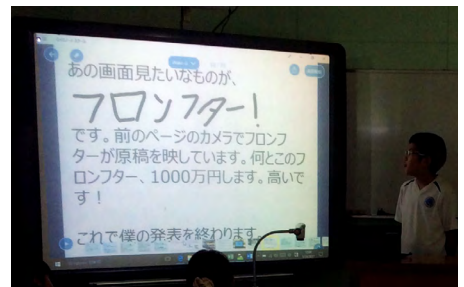 あの画面見たいなものが、
フロンフター!
です。前のページのカメラでフロンフ
ターが原稿を映しています。何とこのフ
ロンフター、1000万円します。高いで
す!
これで僕の発表を終わります。